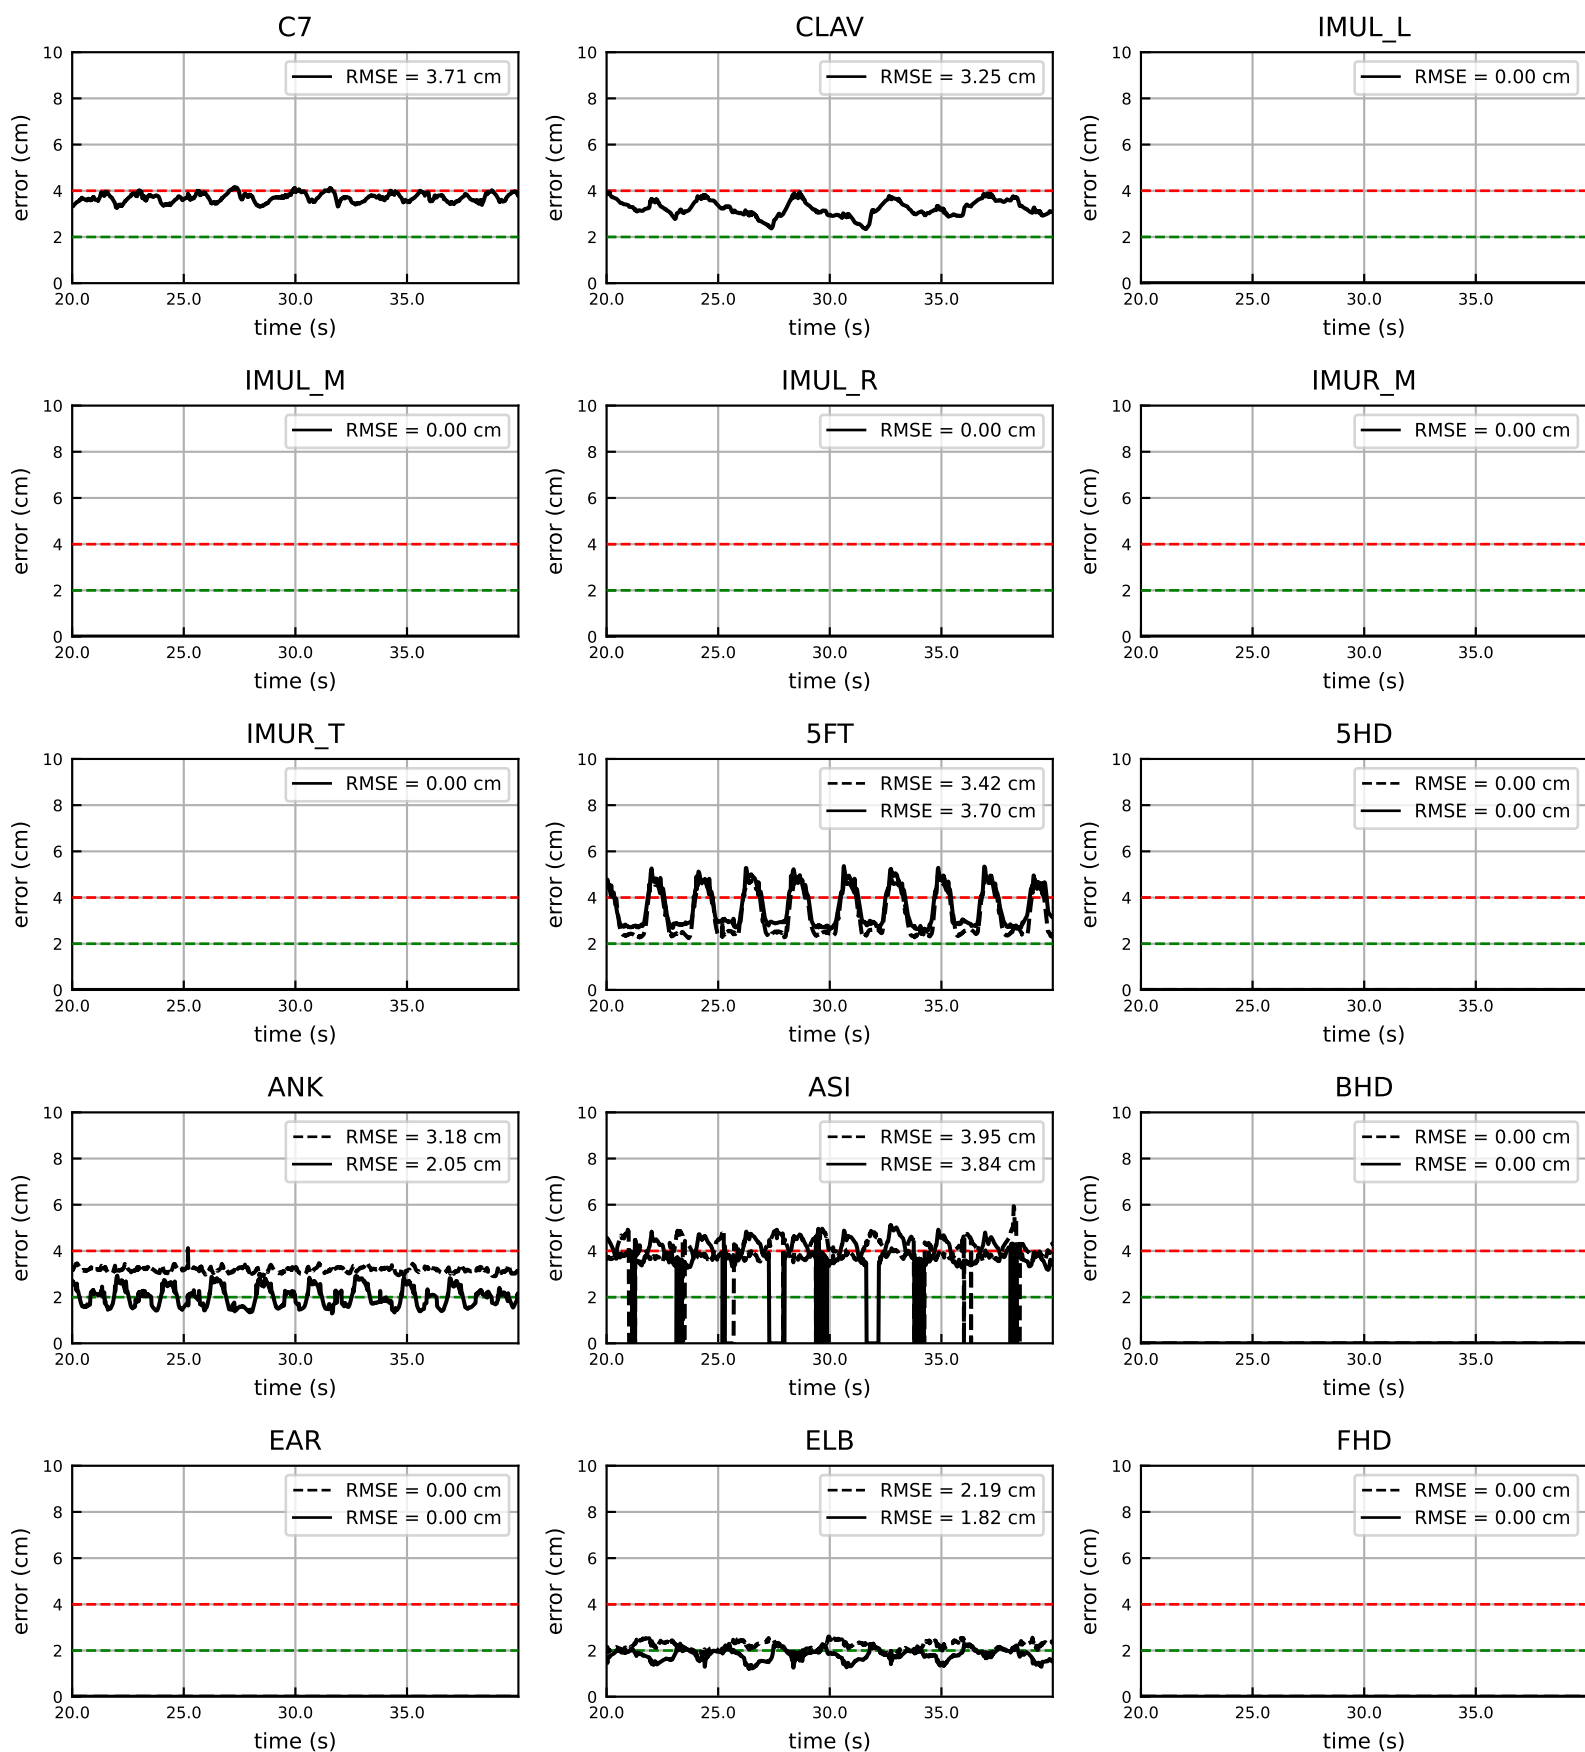 C7
RMSE = 3.71 cm
error (cm)
10
8
6
4
2
0
20.0 25.0 30.0 35.0
time (s)
CLAV
RMSE = 3.25 cm
error (cm)
10
8
6
4
2
0
20.0 25.0 30.0 35.0
time (s)
IMUL_L
RMSE = 0.00 cm
error (cm)
10
8
6
4
2
0
20.0 25.0 30.0 35.0
time (s)
IMUL_M
RMSE = 0.00 cm
error (cm)
10
8
6
4
2
0
20.0 25.0 30.0 35.0
time (s)
IMUL_R
RMSE = 0.00 cm
error (cm)
10
8
6
4
2
0
20.0 25.0 30.0 35.0
time (s)
IMUR_M
RMSE = 0.00 cm
error (cm)
10
8
6
4
2
0
20.0 25.0 30.0 35.0
time (s)
IMUR_T
RMSE = 0.00 cm
error (cm)
10
8
6
4
2
0
20.0 25.0 30.0 35.0
time (s)
5FT
RMSE = 3.42 cm
RMSE = 3.70 cm
error (cm)
10
8
6
4
2
0
20.0 25.0 30.0 35.0
time (s)
5HD
RMSE = 0.00 cm
RMSE = 0.00 cm
error (cm)
10
8
6
4
2
0
20.0 25.0 30.0 35.0
time (s)
ANK
RMSE = 3.18 cm
RMSE = 2.05 cm
error (cm)
10
8
6
4
2
0
20.0 25.0 30.0 35.0
time (s)
ASI
RMSE = 3.95 cm
RMSE = 3.84 cm
error (cm)
10
8
6
4
2
0
20.0 25.0 30.0 35.0
time (s)
BHD
RMSE = 0.00 cm
RMSE = 0.00 cm
error (cm)
10
8
6
4
2
0
20.0 25.0 30.0 35.0
time (s)
EAR
RMSE = 0.00 cm
RMSE = 0.00 cm
error (cm)
10
8
6
4
2
0
20.0 25.0 30.0 35.0
time (s)
ELB
RMSE = 2.19 cm
RMSE = 1.82 cm
error (cm)
10
8
6
4
2
0
20.0 25.0 30.0 35.0
time (s)
FHD
RMSE = 0.00 cm
RMSE = 0.00 cm
error (cm)
10
8
6
4
2
0
20.0 25.0 30.0 35.0
time (s)